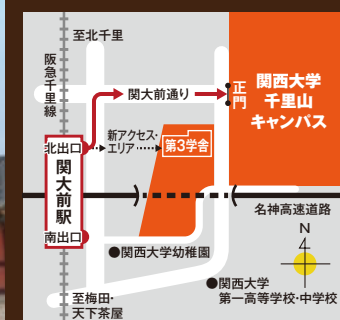 至北千里
阪急千里線
関大前通り
正門
関西大学
千里山
キャンパス
新アクセス・
エリア
第3学舎
北出口
関大前駅
南出口
名神高速道路
N
●関西大学幼稚園
●関西大学
第一高等学校・中学校
至梅田・
天下茶屋